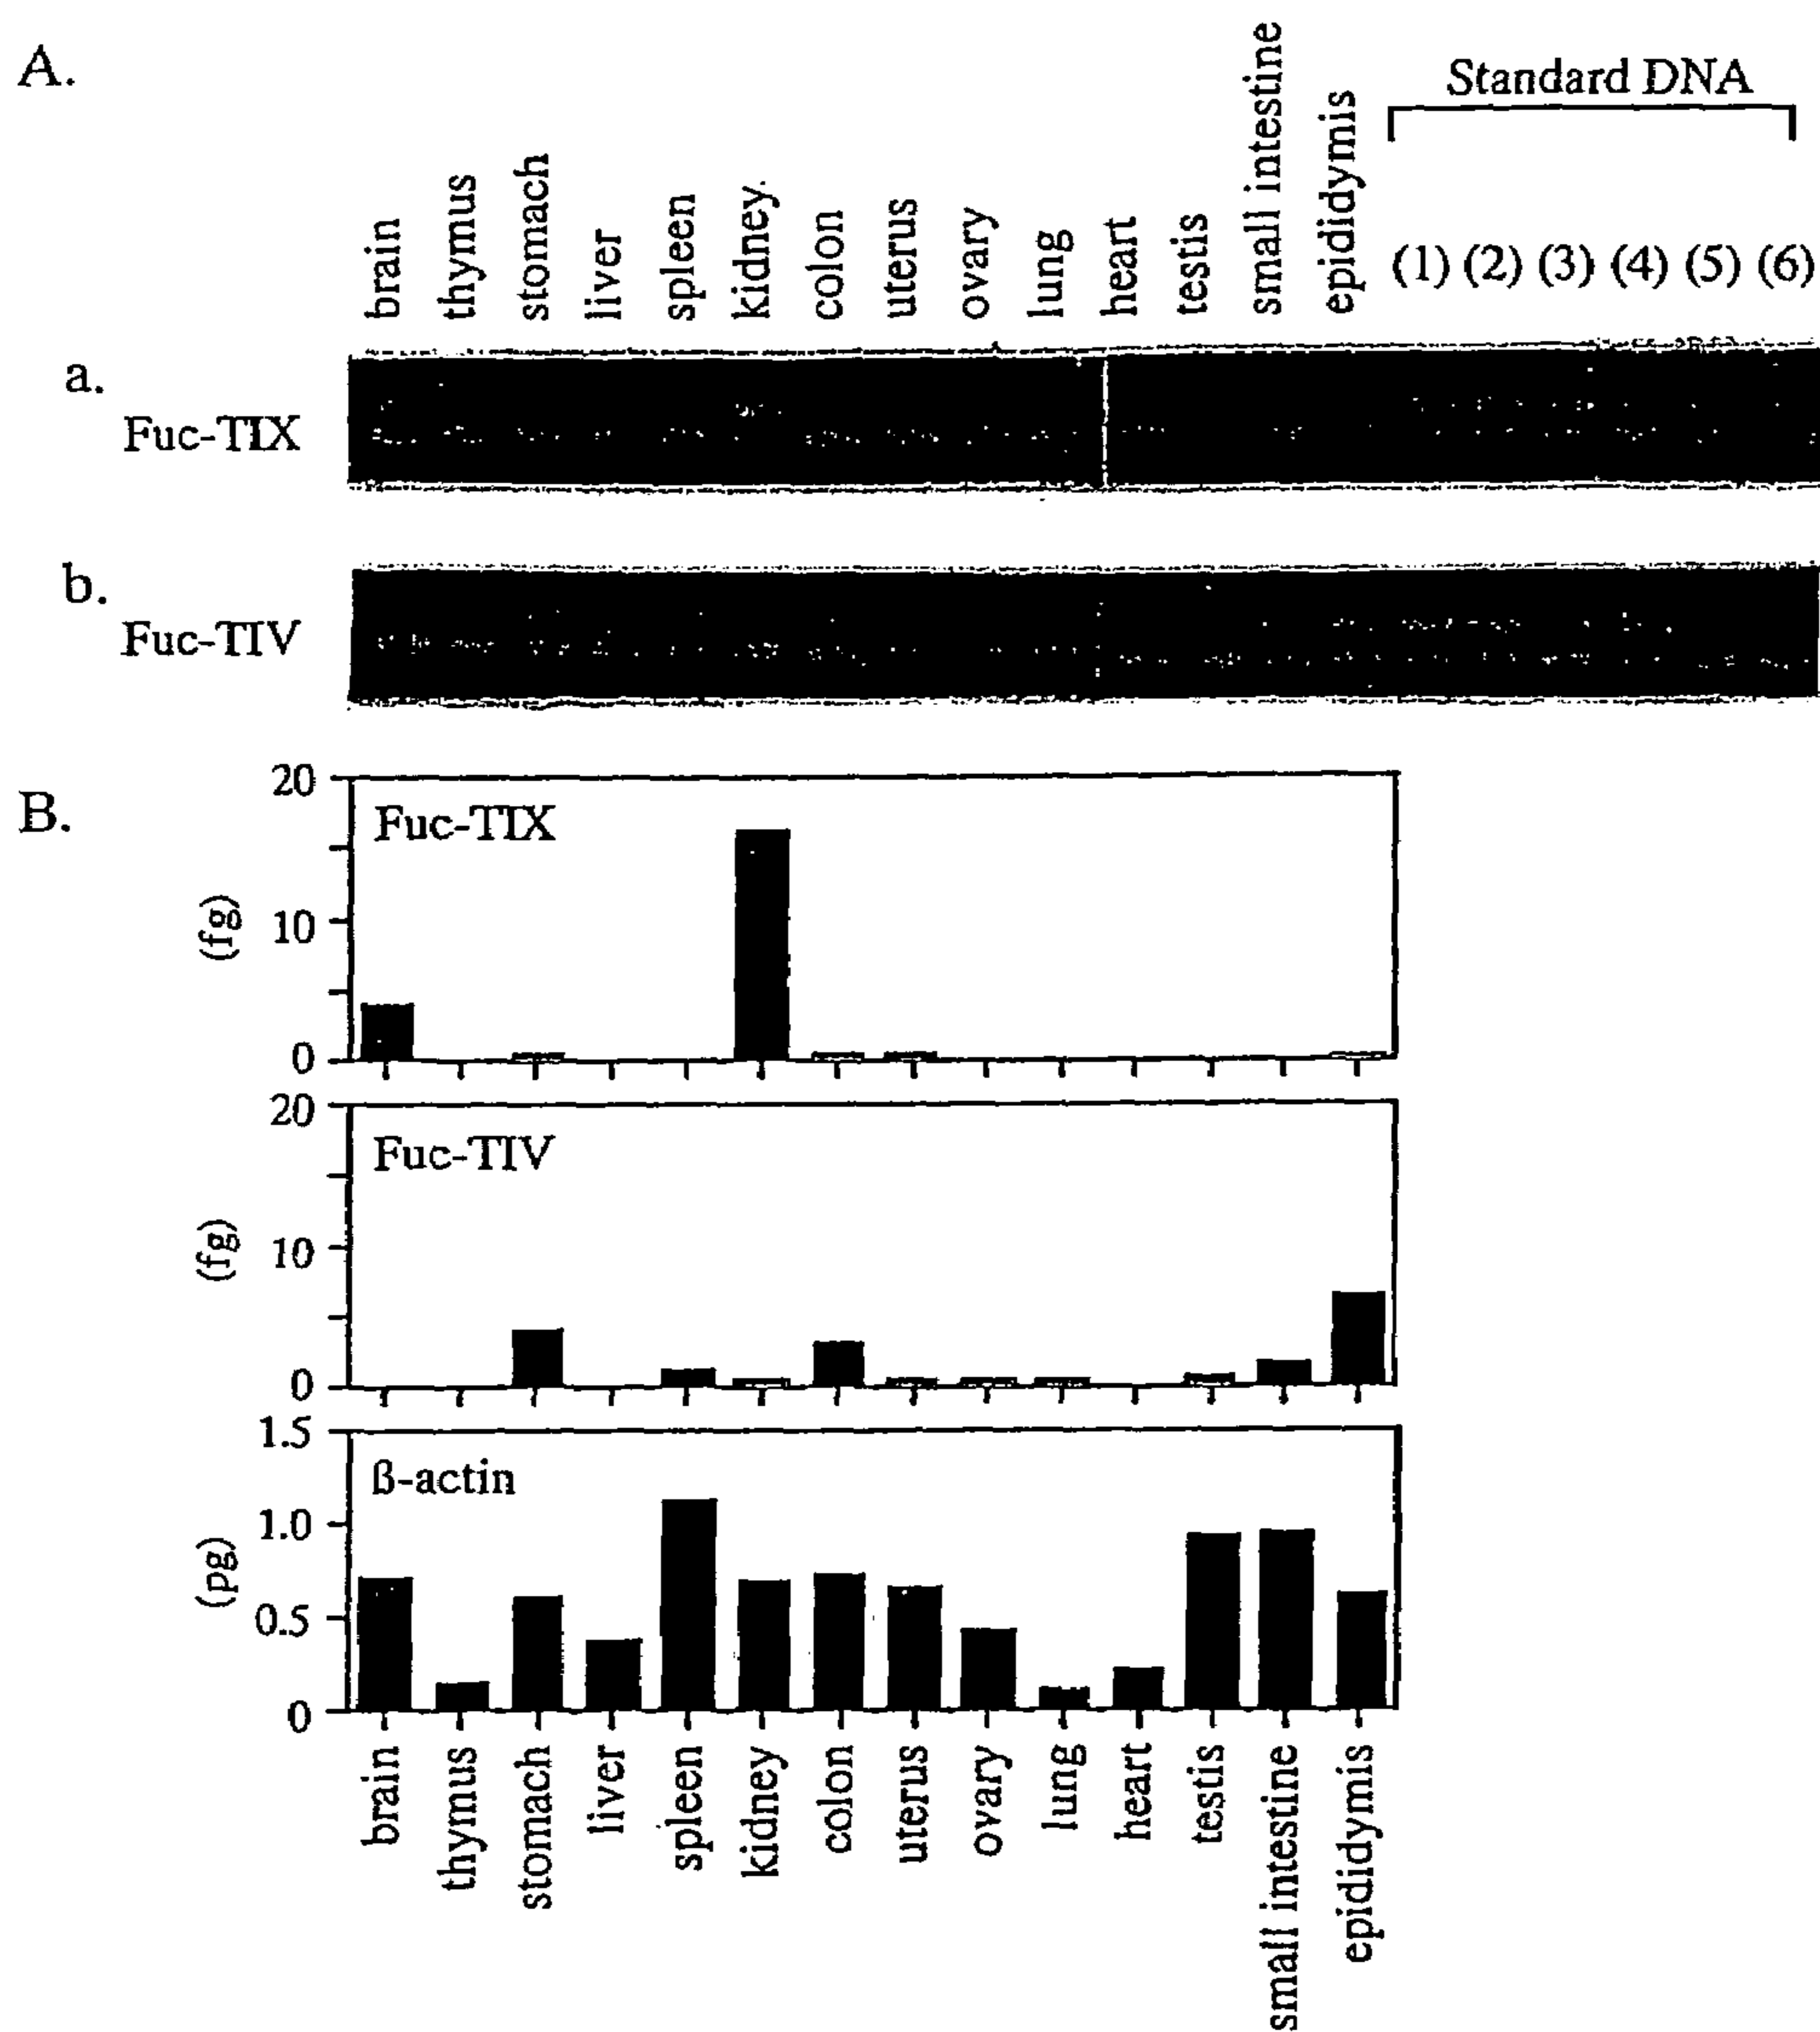 A.
Standard DNA
brain
thymus
stomach
liver
spleen
kidney
colon
uterus
ovary
lung
heart
testis
small intestine
epididymis
(1) (2) (3) (4) (5) (6)
a.
Fuc-TIX
b.
Fuc-TIV
B.
20
10
0
(fg)
Fuc-TIX
20
10
0
(fg)
Fuc-TIV
1.5
1.0
0.5
0
(pg)
ß-actin
brain
thymus
stomach
liver
spleen
kidney
colon
uterus
ovary
lung
heart
testis
small intestine
epididymis